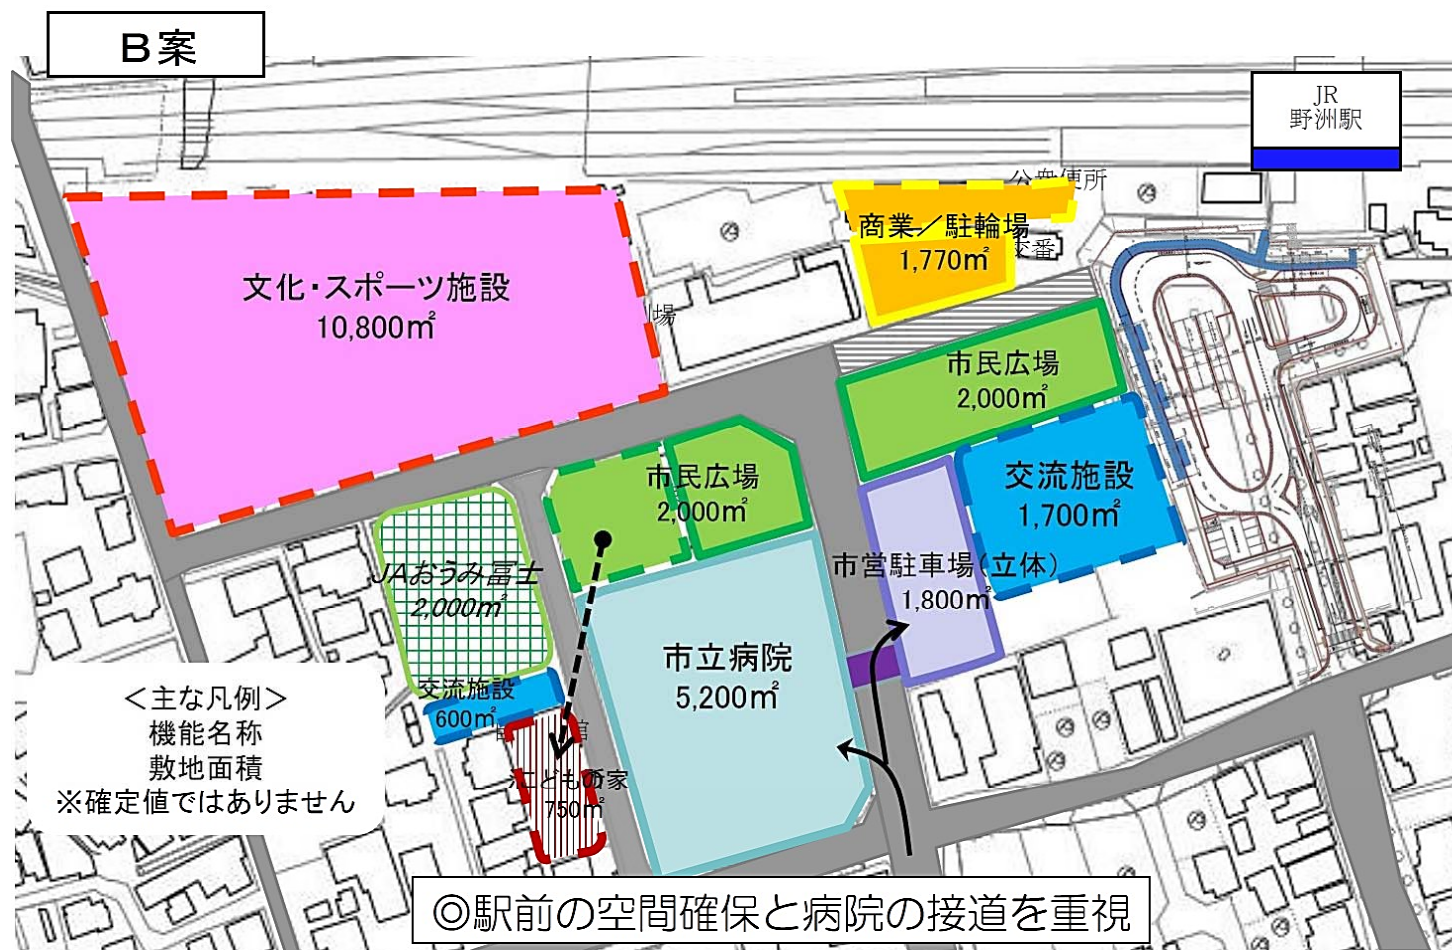 B案
JR
野洲駅
公衆便所
商業／駐輪場
1,770㎡
交番
文化・スポーツ施設
10,800㎡
場
市民広場
2,000㎡
市民広場
2,000㎡
交流施設
1,700㎡
JAおうみ冨士
2,000㎡
市営駐車場(立体)
1,800㎡
市立病院
5,200㎡
交流施設
600㎡
館
こどもの家
750㎡
＜主な凡例＞
機能名称
敷地面積
※確定値ではありません
◎駅前の空間確保と病院の接道を重視